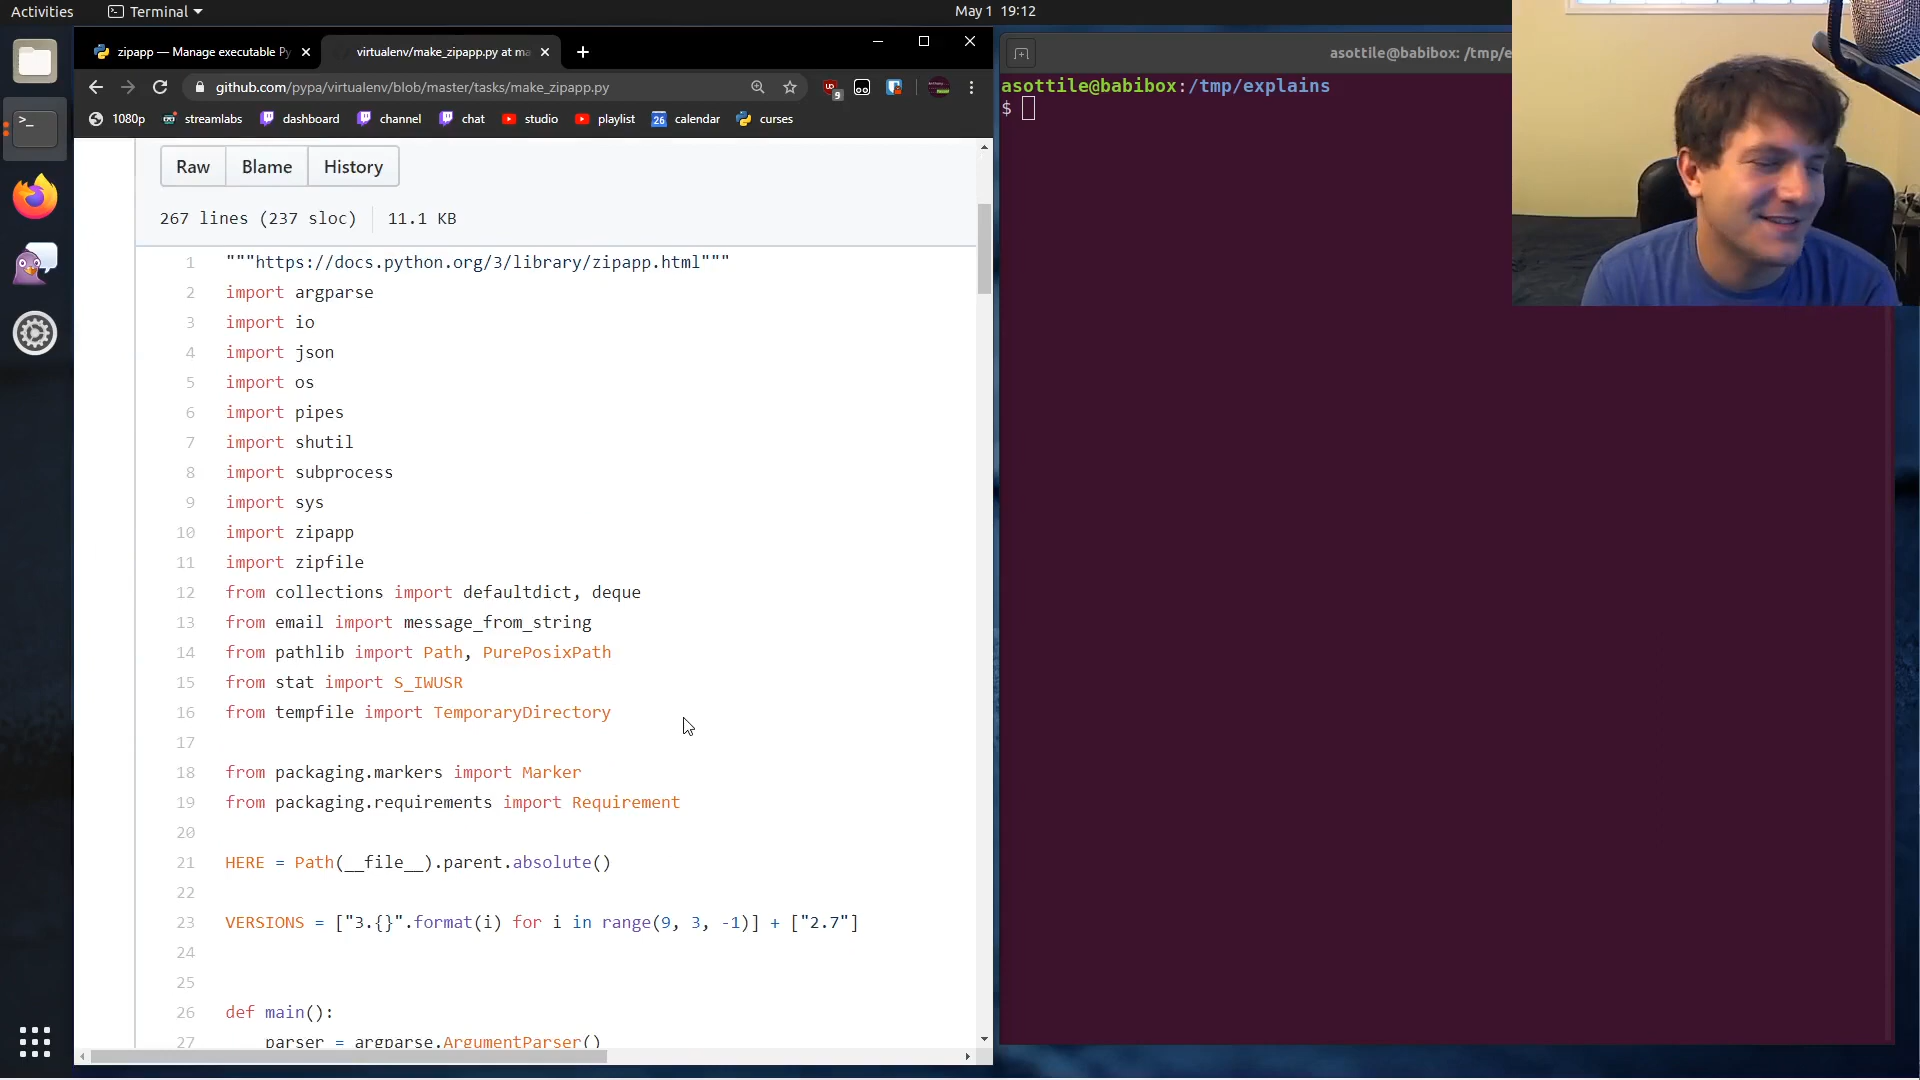 Activities
Terminal
May 1 19:12
zipapp — Manage executable Py
virtualenv/make_zipapp.py at ma
github.com/pypa/virtualenv/blob/master/tasks/make_zipapp.py
9
1080p
streamlabs
dashboard
channel
chat
studio
playlist
26 calendar
curses
Raw
Blame
History
267 lines (237 sloc)
11.1 KB
1 """https://docs.python.org/3/library/zipapp.html"""
2 import argparse
3 import io
4 import json
5 import os
6 import pipes
7 import shutil
8 import subprocess
9 import sys
10 import zipapp
11 import zipfile
12 from collections import defaultdict, deque
13 from email import message_from_string
14 from pathlib import Path, PurePosixPath
15 from stat import S_IWUSR
16 from tempfile import TemporaryDirectory
17
18 from packaging.markers import Marker
19 from packaging.requirements import Requirement
20
21 HERE = Path(__file__).parent.absolute()
22
23 VERSIONS = ["3.{}".format(i) for i in range(9, 3, -1)] + ["2.7"]
24
25
26 def main():
27 parser = argparse.ArgumentParser()
asottile@babibox: /tmp/e
asottile@babibox:/tmp/explains
$